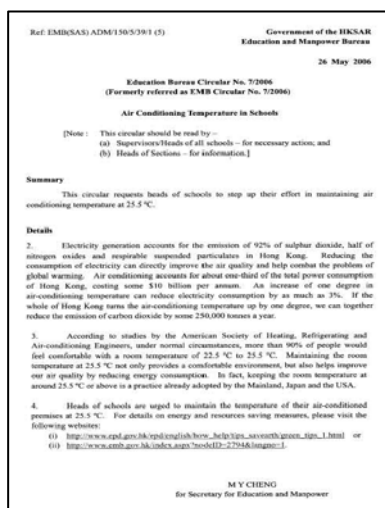 Ref: EMB(SAS) ADM/150/5/39/1 (5)
Government of the HKSAR
Education and Manpower Bureau
26 May 2006
Education Bureau Circular No. 7/2006
(Formerly referred as EMB Circular No. 7/2006)
Air Conditioning Temperature in Schools
[Note : This circular should be read by –
(a) Supervisors/Heads of all schools – for necessary action; and
(b) Heads of Sections – for information.]
Summary
This circular requests heads of schools to step up their effort in maintaining air
conditioning temperature at 25.5 °C.
Details
2. Electricity generation accounts for the emission of 92% of sulphur dioxide, half of
nitrogen oxides and respirable suspended particulates in Hong Kong. Reducing the
consumption of electricity can directly improve the air quality and help combat the problem of
global warming. Air conditioning accounts for about one-third of the total power consumption
of Hong Kong, costing some $10 billion per annum. An increase of one degree in
air-conditioning temperature can reduce electricity consumption by as much as 3%. If the
whole of Hong Kong turns the air-conditioning temperature up by one degree, we can together
reduce the emission of carbon dioxide by some 250,000 tonnes a year.
3. According to studies by the American Society of Heating, Refrigerating and
Air-conditioning Engineers, under normal circumstances, more than 90% of people would
feel comfortable with a room temperature of 22.5 °C to 25.5 °C. Maintaining the room
temperature at 25.5 °C not only provides a comfortable environment, but also helps improve
our air quality by reducing energy consumption. In fact, keeping the room temperature at
around 25.5 °C or above is a practice already adopted by the Mainland, Japan and the USA.
4. Heads of schools are urged to maintain the temperature of their air-conditioned
premises at 25.5 °C. For details on energy and resources saving measures, please visit the
following websites:
(i) http://www.epd.gov.hk/epd/english/how_help/tips_savearth/green_tips_1.html or
(ii) http://www.emb.gov.hk/index.aspx?nodeID=2794&langno=1.
M Y CHENG
for Secretary for Education and Manpower